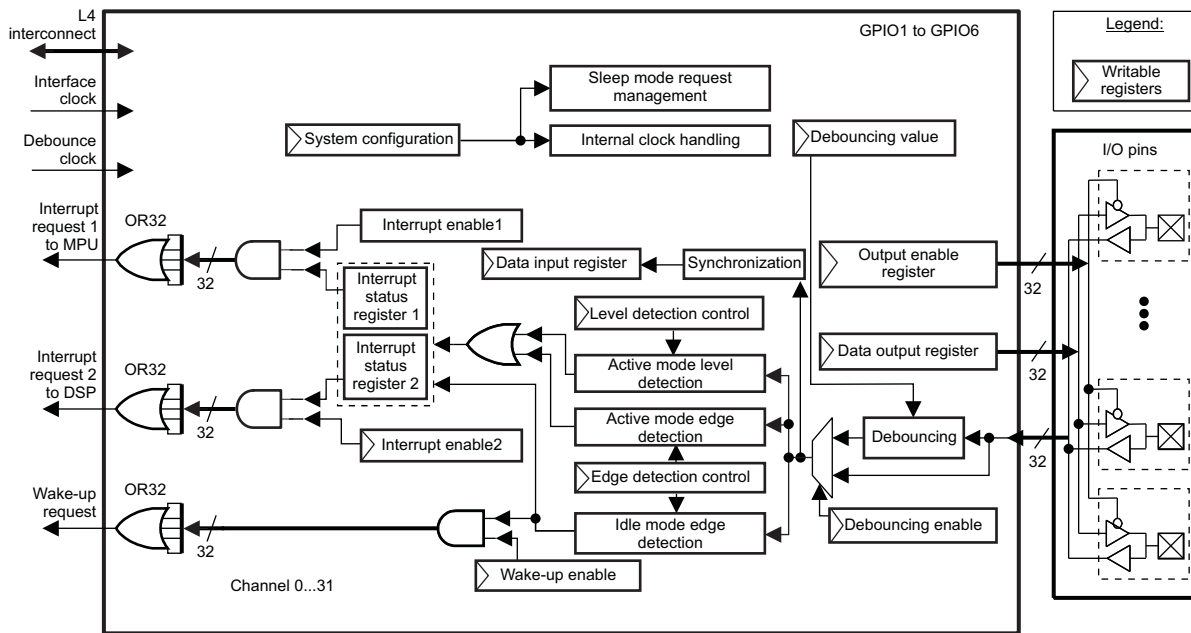 L4
interconnect
GPIO1 to GPIO6
Legend:
Writable
registers
Interface
clock
Sleep mode request
management
Debounce
clock
System configuration
Internal clock handling
Debouncing value
I/O pins
Interrupt
request 1
to MPU
OR32
32
Interrupt enable1
Data input register
Synchronization
Output enable
register
32
Interrupt
status
register 1
Level detection control
Interrupt
request 2
to DSP
OR32
32
Interrupt
status
register 2
Active mode level
detection
Data output register
32
Interrupt enable2
Active mode edge
detection
Debouncing
32
Wake-up
request
OR32
32
Edge detection control
Idle mode edge
detection
Debouncing enable
Wake-up enable
Channel 0...31